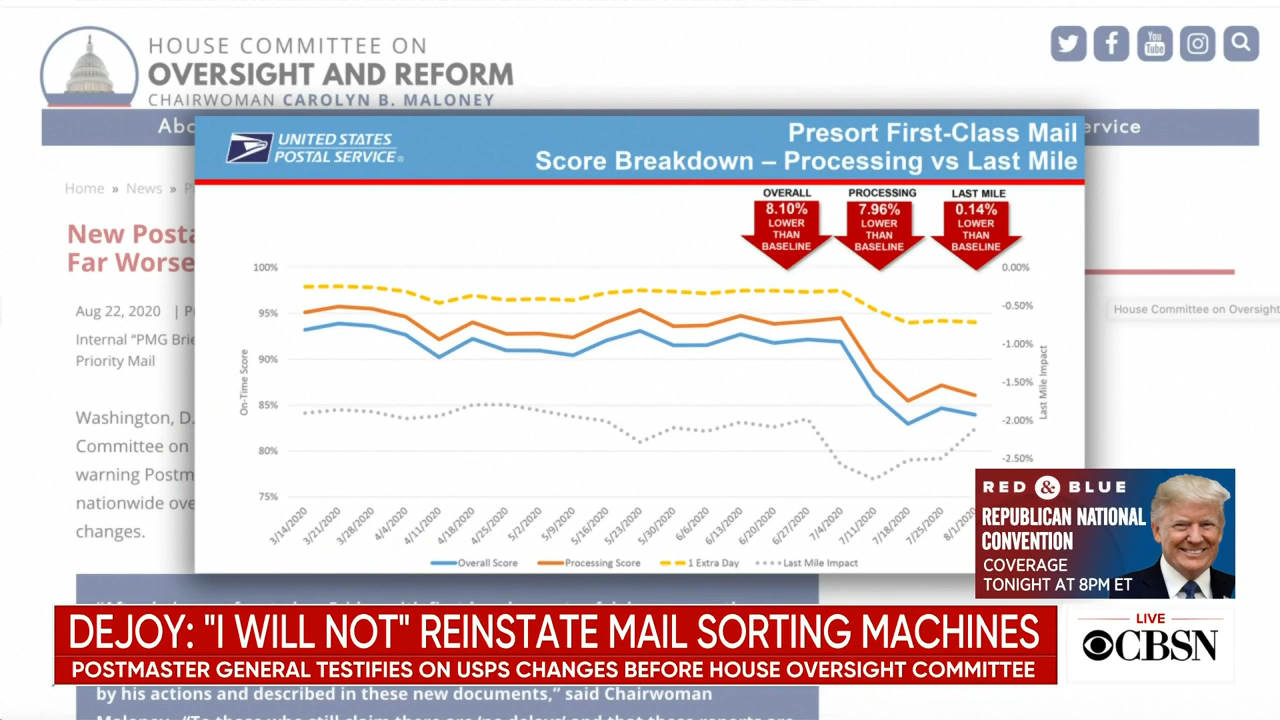 HOUSE COMMITTEE ON
OVERSIGHT AND REFORM
CHAIRWOMAN CAROLYN B. MALONEY
You
Tube
UNITED STATES
POSTAL SERVICE®
Presort First-Class Mail
Score Breakdown – Processing vs Last Mile
OVERALL
8.10%
LOWER
THAN
BASELINE
PROCESSING
7.96%
LOWER
THAN
BASELINE
LAST MILE
0.14%
LOWER
THAN
BASELINE
Home » News »
New Posta
Far Worse
Aug 22, 2020
Internal "PMG Brie
Priority Mail
Washington, D.
Committee on
warning Postm
nationwide ove
changes.
House Committee on Oversight
On-Time Score
100%
95%
90%
85%
80%
75%
0.00%
-0.50%
-1.00%
-1.50%
-2.00%
-2.50%
Last Mile Impact
3/14/2020
3/21/2020
3/28/2020
4/4/2020
4/11/2020
4/18/2020
4/25/2020
5/2/2020
5/9/2020
5/16/2020
5/23/2020
5/30/2020
6/6/2020
6/13/2020
6/20/2020
6/27/2020
7/4/2020
7/11/2020
7/18/2020
7/25/2020
8/1/2020
Overall Score
Processing Score
1 Extra Day
Last Mile Impact
RED & BLUE
REPUBLICAN NATIONAL
CONVENTION
COVERAGE
TONIGHT AT 8PM ET
DEJOY: "I WILL NOT" REINSTATE MAIL SORTING MACHINES
POSTMASTER GENERAL TESTIFIES ON USPS CHANGES BEFORE HOUSE OVERSIGHT COMMITTEE
LIVE
CBSN
by his actions and described in these new documents," said Chairwoman